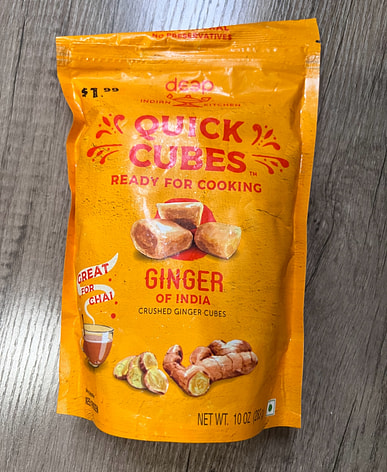 NO PRESERVATIVES
$1.99
deep
INDIAN KITCHEN
QUICK
CUBES™
READY FOR COOKING
GREAT
FOR
CHAI
GINGER
OF INDIA
CRUSHED GINGER CUBES
NET WT. 10 OZ